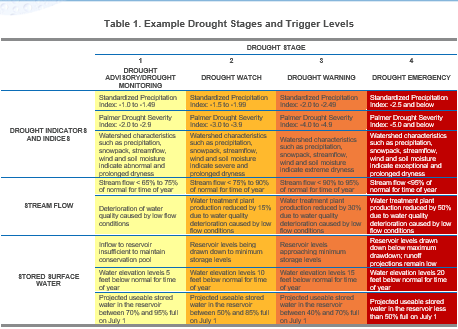 Table 1. Example Drought Stages and Trigger Levels
DROUGHT STAGE
1
DROUGHT
ADVISORY/DROUGHT
MONITORING
2
DROUGHT WATCH
3
DROUGHT WARNING
4
DROUGHT EMERGENCY
DROUGHT INDICATORS
AND INDICES
Standardized Precipitation
Index: -1.0 to -1.49
Standardized Precipitation
Index: -1.5 to -1.99
Standardized Precipitation
Index: -2.0 to -2.49
Standardized Precipitation
Index: -2.5 and below
Palmer Drought Severity
Index: -2.0 to -2.9
Palmer Drought Severity
Index: -3.0 to -3.9
Palmer Drought Severity
Index: -4.0 to -4.9
Palmer Drought Severity
Index: -5.0 and below
Watershed characteristics
such as precipitation,
snowpack, streamflow,
wind and soil moisture
indicate abnormal and
prolonged dryness
Watershed characteristics
such as precipitation,
snowpack, streamflow,
wind and soil moisture
indicate severe and
prolonged dryness
Watershed characteristics
such as precipitation,
snowpack, streamflow,
wind and soil moisture
indicate extreme dryness
Watershed characteristics
such as precipitation,
snowpack, streamflow,
wind and soil moisture
indicate exceptional and
prolonged dryness
STREAM FLOW
Stream flow < 65% to 75%
of normal for time of year
Stream flow < 75% to 90%
of normal for time of year
Stream flow < 80% to 95%
of normal for time of year
Stream flow <95% of
normal for time of year
Deterioration of water
quality caused by low flow
conditions
Water treatment plant
production reduced by 15%
due to water quality
deterioration caused by low
flow conditions
Water treatment plant
production reduced by 30%
due to water quality
deterioration caused by low
flow conditions
Water treatment plant
production reduced by 50%
due to water quality
deterioration caused by
low flow conditions
STORED SURFACE
WATER
Inflow to reservoir
insufficient to maintain
conservation pool
Reservoir levels being
drawn down to minimum
storage levels
Reservoir levels
approaching minimum
storage levels
Reservoir levels drawn
down below maximum
drawdown; runoff
projections remain low
Water elevation levels 5
feet below normal for time
of year
Water elevation levels 10
feet below normal for time
of year
Water elevation levels 15
feet below normal for time
of year
Water elevation levels 20
feet below normal for time
of year
Projected useable stored
water in the reservoir
between 70% and 95% full
on July 1
Projected useable stored
water in the reservoir
between 50% and 85% full
on July 1
Projected useable stored
water in the reservoir
between 40% and 70% full
on July 1
Projected useable stored
water in the reservoir less
than 50% full on July 1